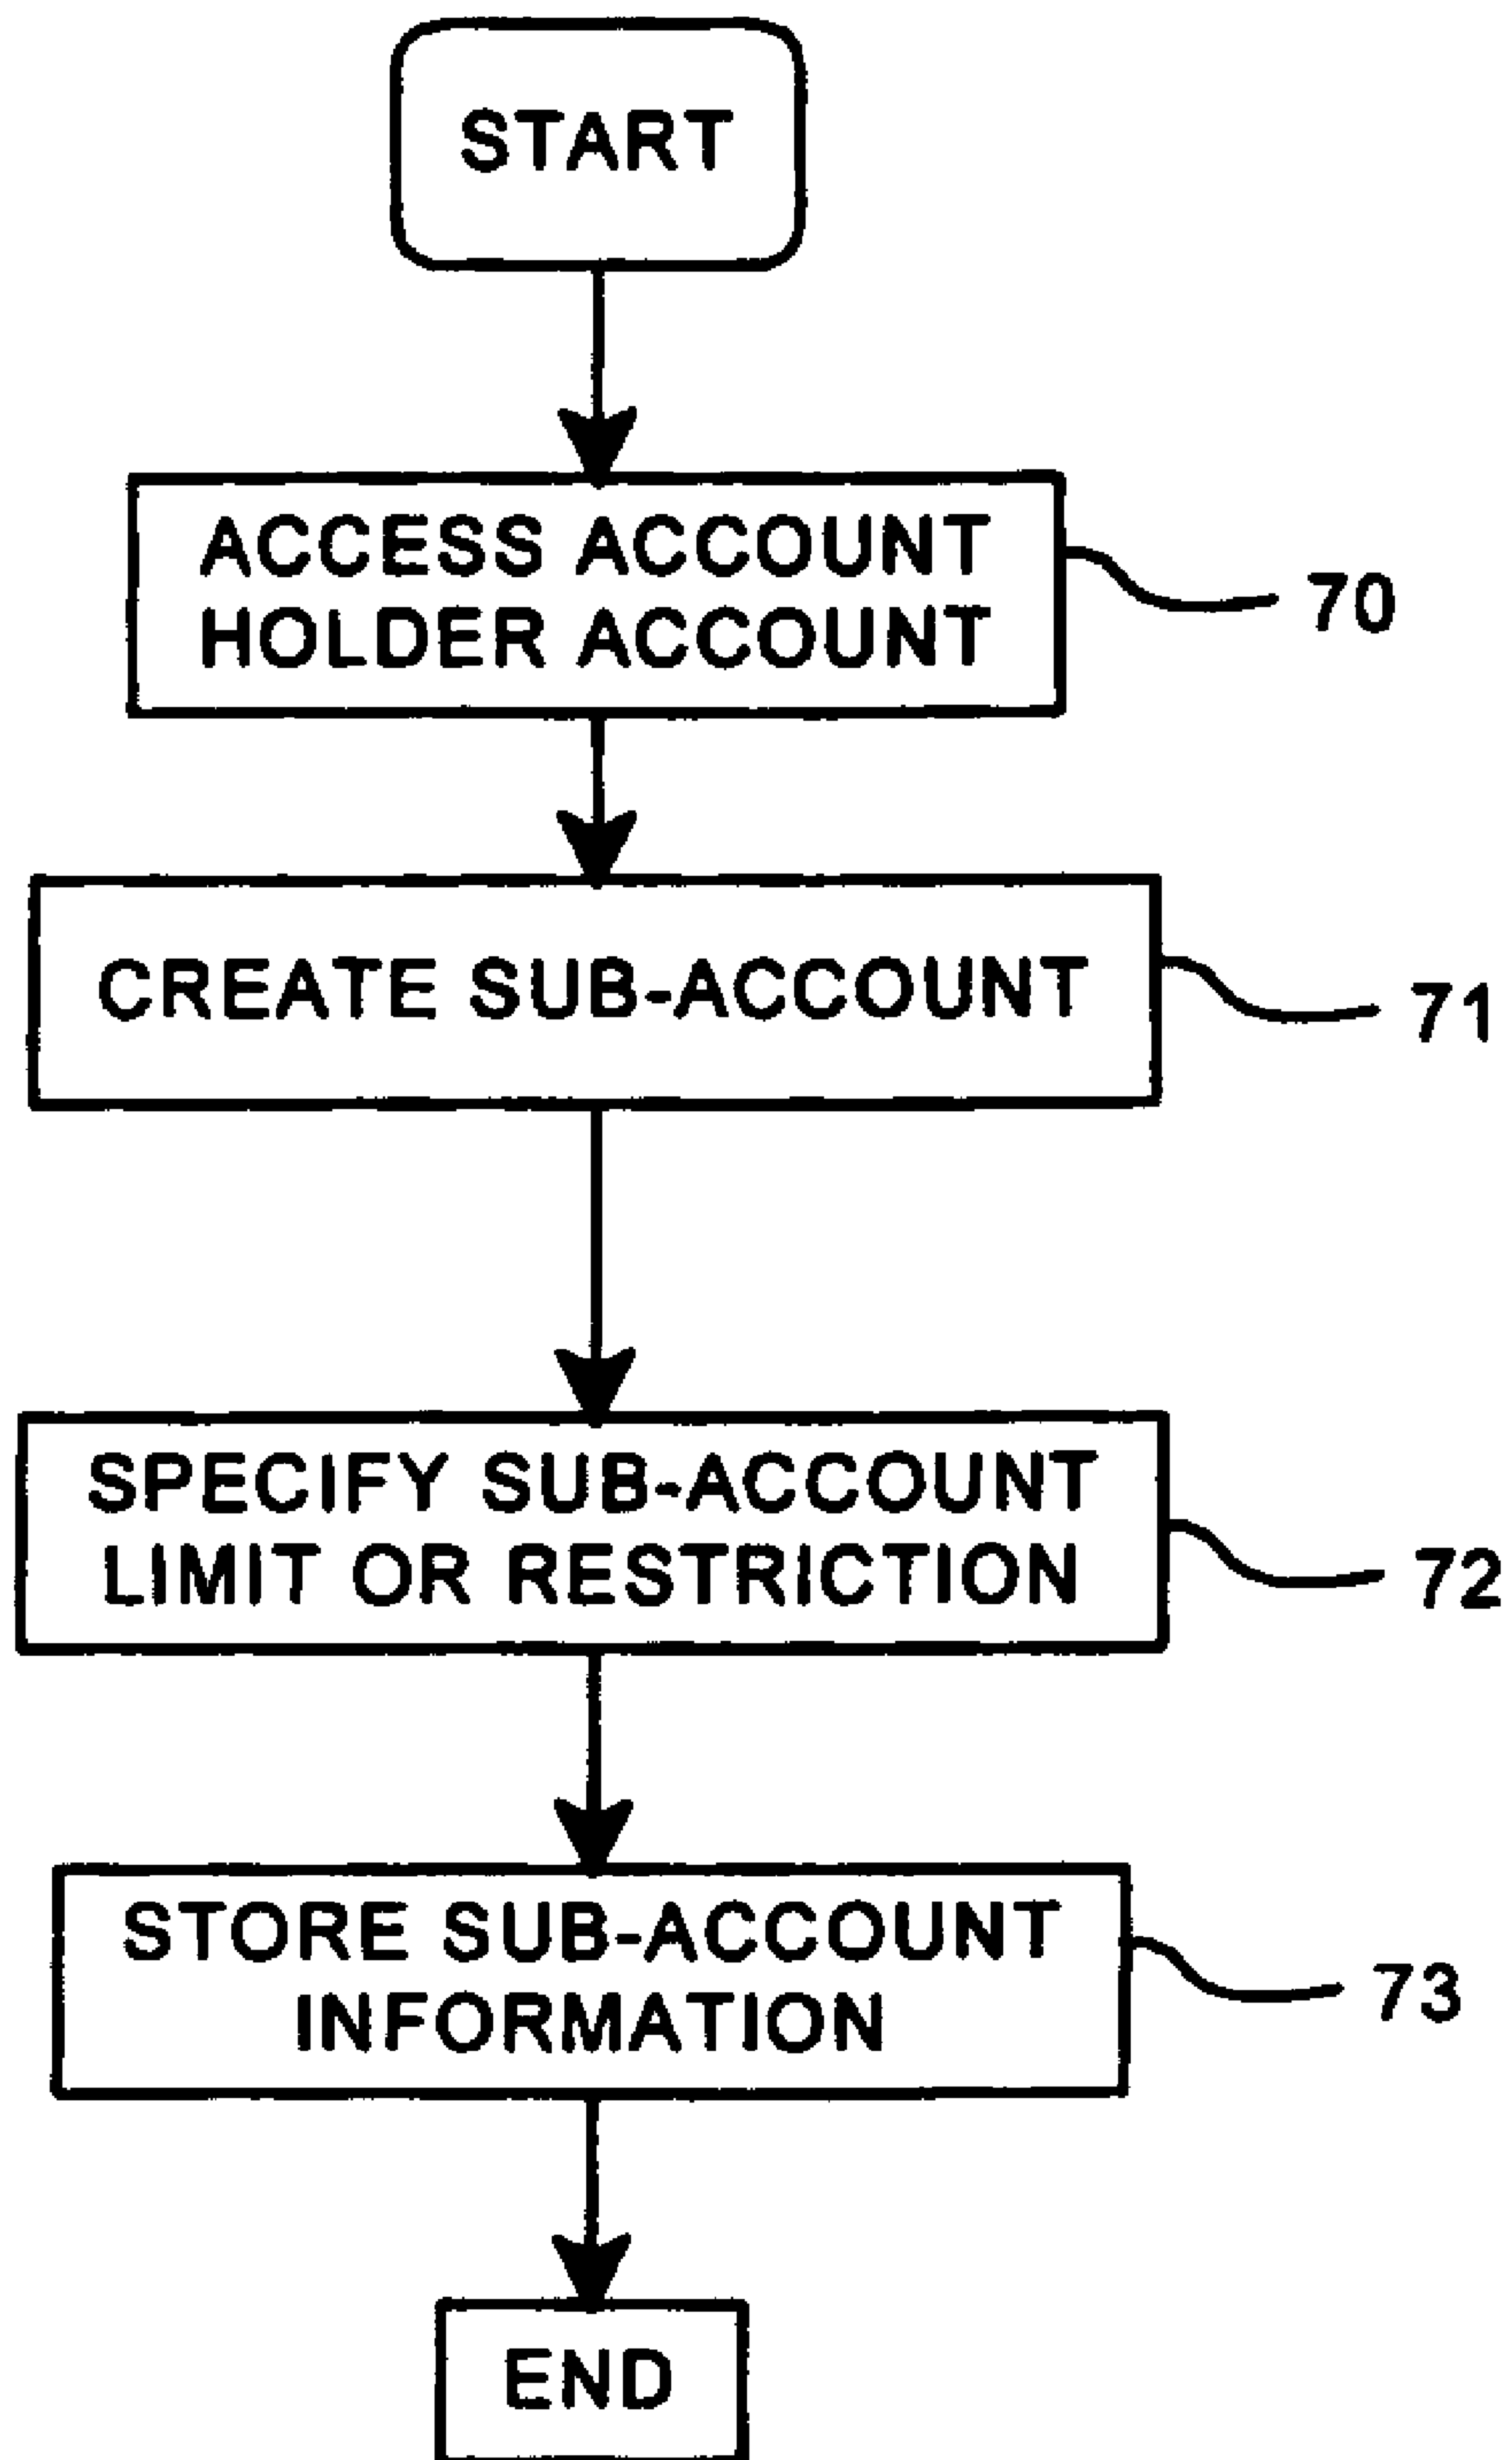 START
ACCESS ACCOUNT
HOLDER ACCOUNT
70
CREATE SUB-ACCOUNT
71
SPECIFY SUB-ACCOUNT
LIMIT OR RESTRICTION
72
STORE SUB-ACCOUNT
INFORMATION
73
END